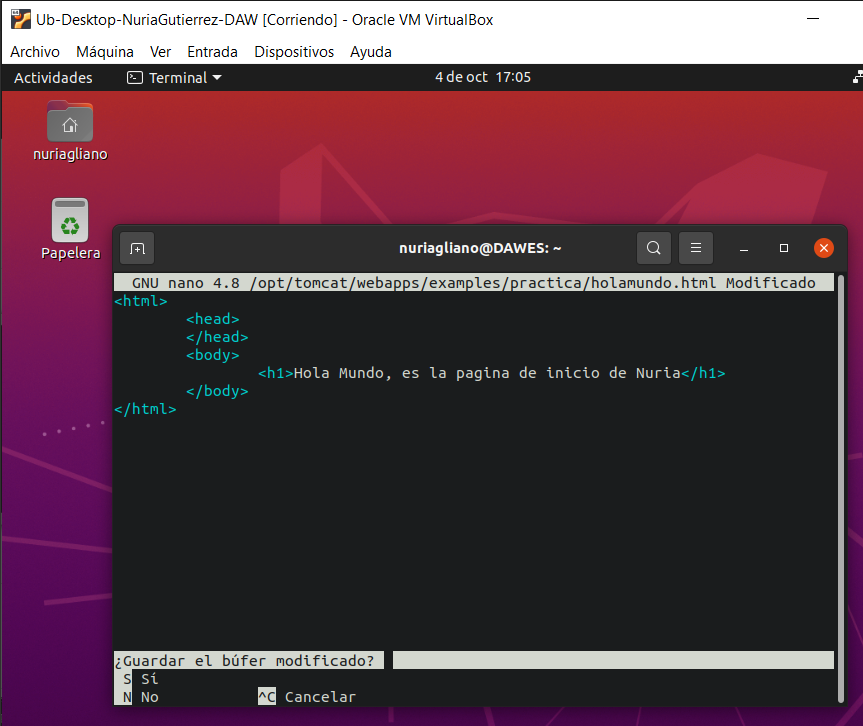 Ub-Desktop-NuriaGutierrez-DAW [Corriendo] - Oracle VM VirtualBox
Archivo Máquina Ver Entrada Dispositivos Ayuda
Actividades Terminal 4 de oct 17:05
nuriagliano
Papelera
nuriagliano@DAWES: ~
GNU nano 4.8 /opt/tomcat/webapps/examples/practica/holamundo.html Modificado
<html>
<head>
</head>
<body>
<h1>Hola Mundo, es la pagina de inicio de Nuria</h1>
</body>
</html>
¿Guardar el búfer modificado?
S Sí
N No ^C Cancelar